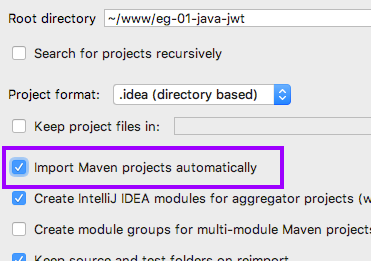 Root directory ~/www/eg-01-java-jwt
Search for projects recursively
Project format: .idea (directory based)
Keep project files in:
Import Maven projects automatically
Create IntelliJ IDEA modules for aggregator projects (w
Create module groups for multi-module Maven projects
Keep source and test folders on reimport